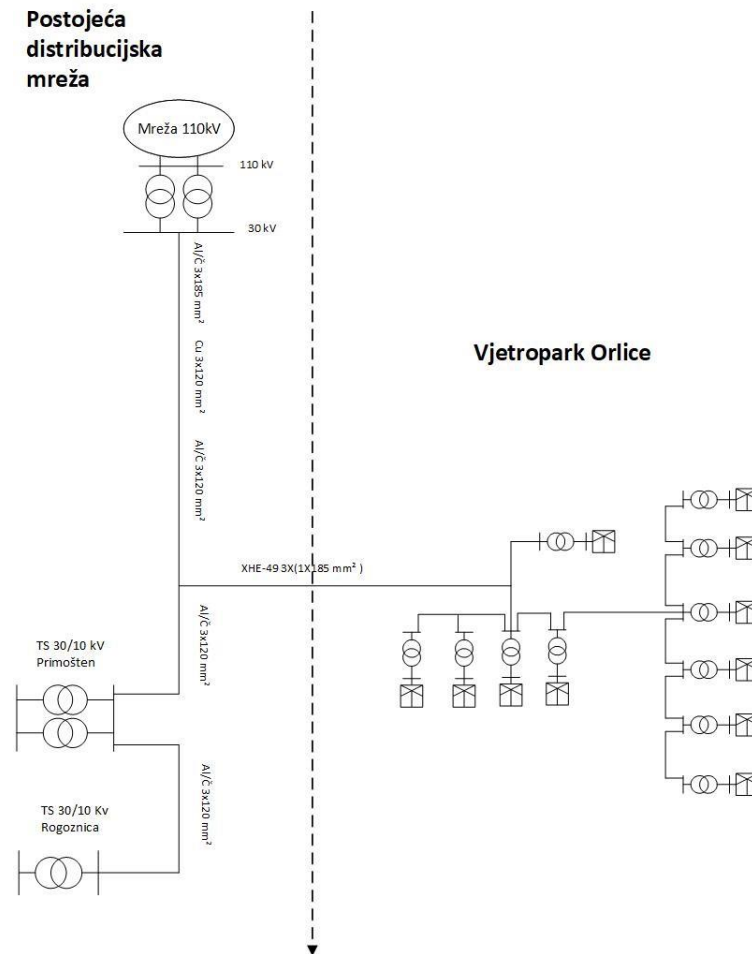 Postojeća
distribucijska
mreža
Mreža 110kV
110 kV
30 kV
Al/Č 3x185 mm²
Cu 3x120 mm²
Al/Č 3x120 mm²
Vjetropark Orlice
XHE-49 3X(1X185 mm² )
Al/Č 3x120 mm²
TS 30/10 kV
Primošten
Al/Č 3x120 mm²
TS 30/10 Kv
Rogoznica